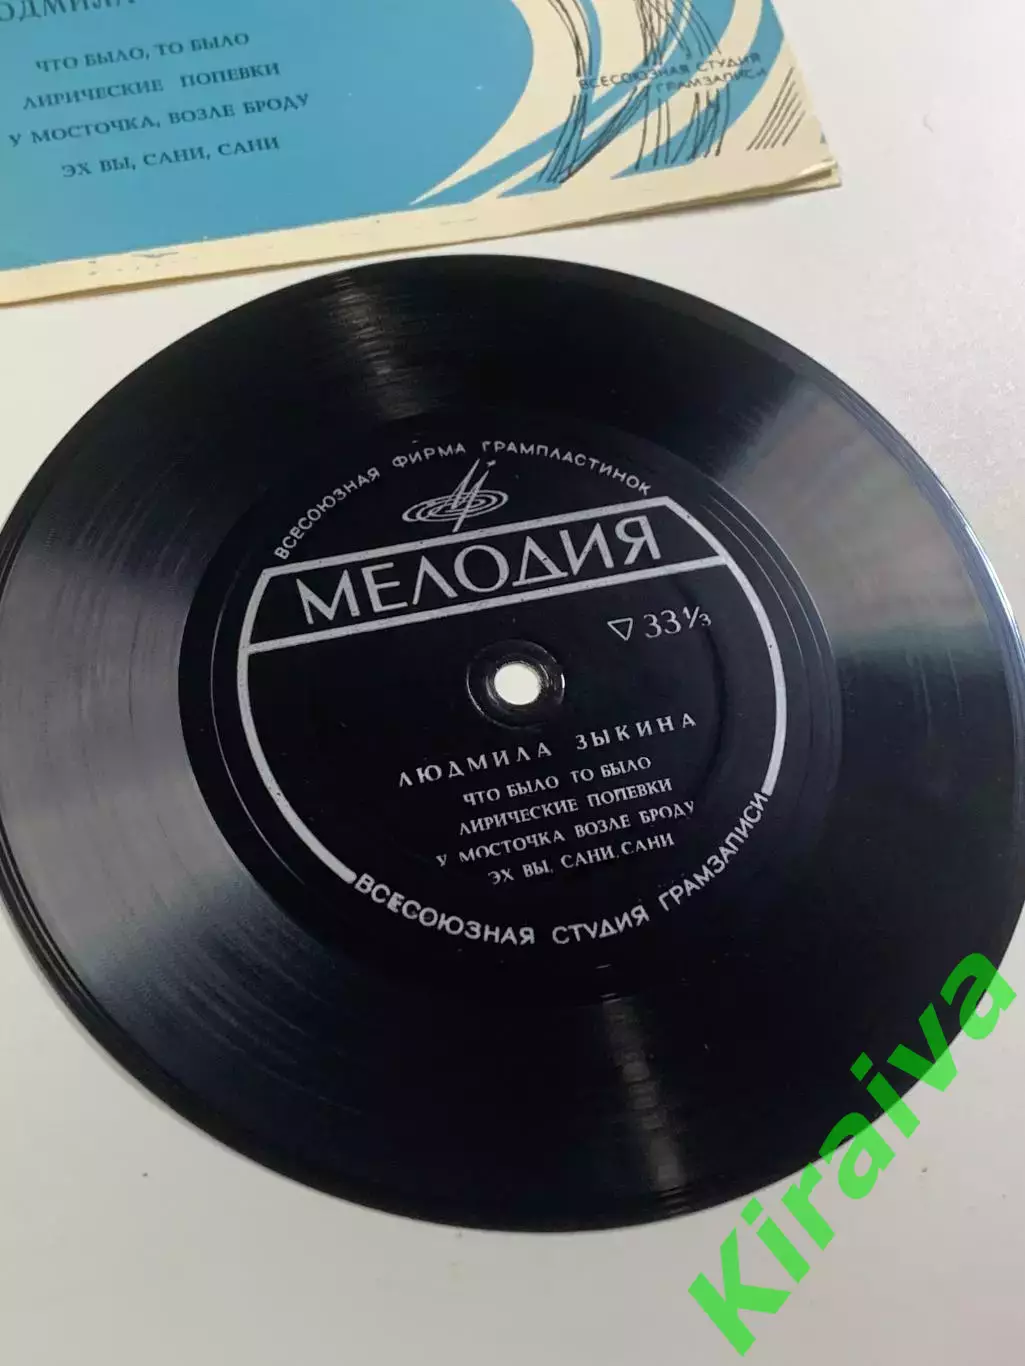 ЧТО БЫЛО, ТО БЫЛО
ЛИРИЧЕСКИЕ ПОПЕВКИ
У МОСТОЧКА, ВОЗЛЕ БРОДУ
ЭХ ВЫ, САНИ, САНИ
ВСЕСОЮЗНАЯ СТУДИЯ
ГРАМЗАПИСИ
ВСЕСОЮЗНАЯ ФИРМА ГРАМПЛАСТИНОК
МЕЛОДИЯ
▽ 33 1/3
ЛЮДМИЛА ЗЫКИНА
ЧТО БЫЛО ТО БЫЛО
ЛИРИЧЕСКИЕ ПОПЕВКИ
У МОСТОЧКА ВОЗЛЕ БРОДУ
ЭХ ВЫ, САНИ, САНИ
ВСЕСОЮЗНАЯ СТУДИЯ ГРАМЗАПИСИ
Kiraiva